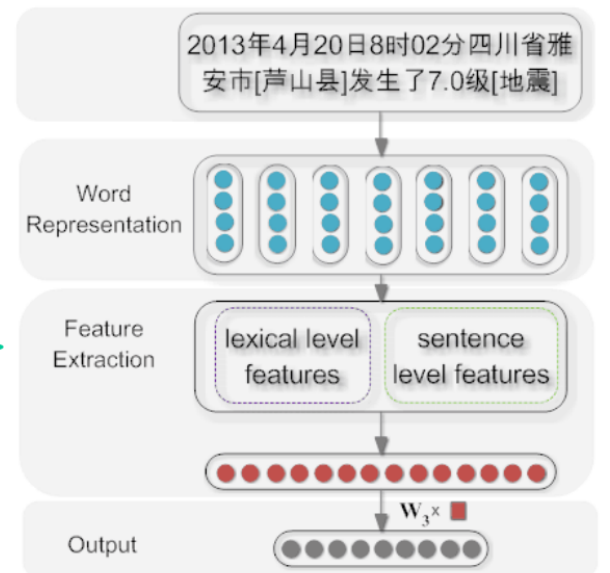 2013年4月20日8时02分四川省雅
安市[芦山县]发生了7.0级[地震]
Word
Representation
Feature
Extraction
lexical level
features
sentence
level features
W3x
Output